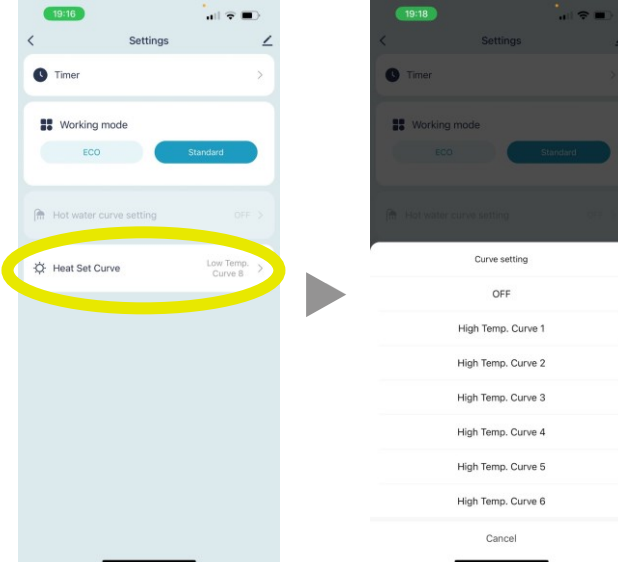 19:16
Settings
Timer
Working mode
ECO
Standard
Hot water curve setting
OFF
Heat Set Curve
Low Temp.
Curve 8
19:18
Settings
Timer
Working mode
ECO
Standard
Hot water curve setting
OFF
Curve setting
OFF
High Temp. Curve 1
High Temp. Curve 2
High Temp. Curve 3
High Temp. Curve 4
High Temp. Curve 5
High Temp. Curve 6
Cancel